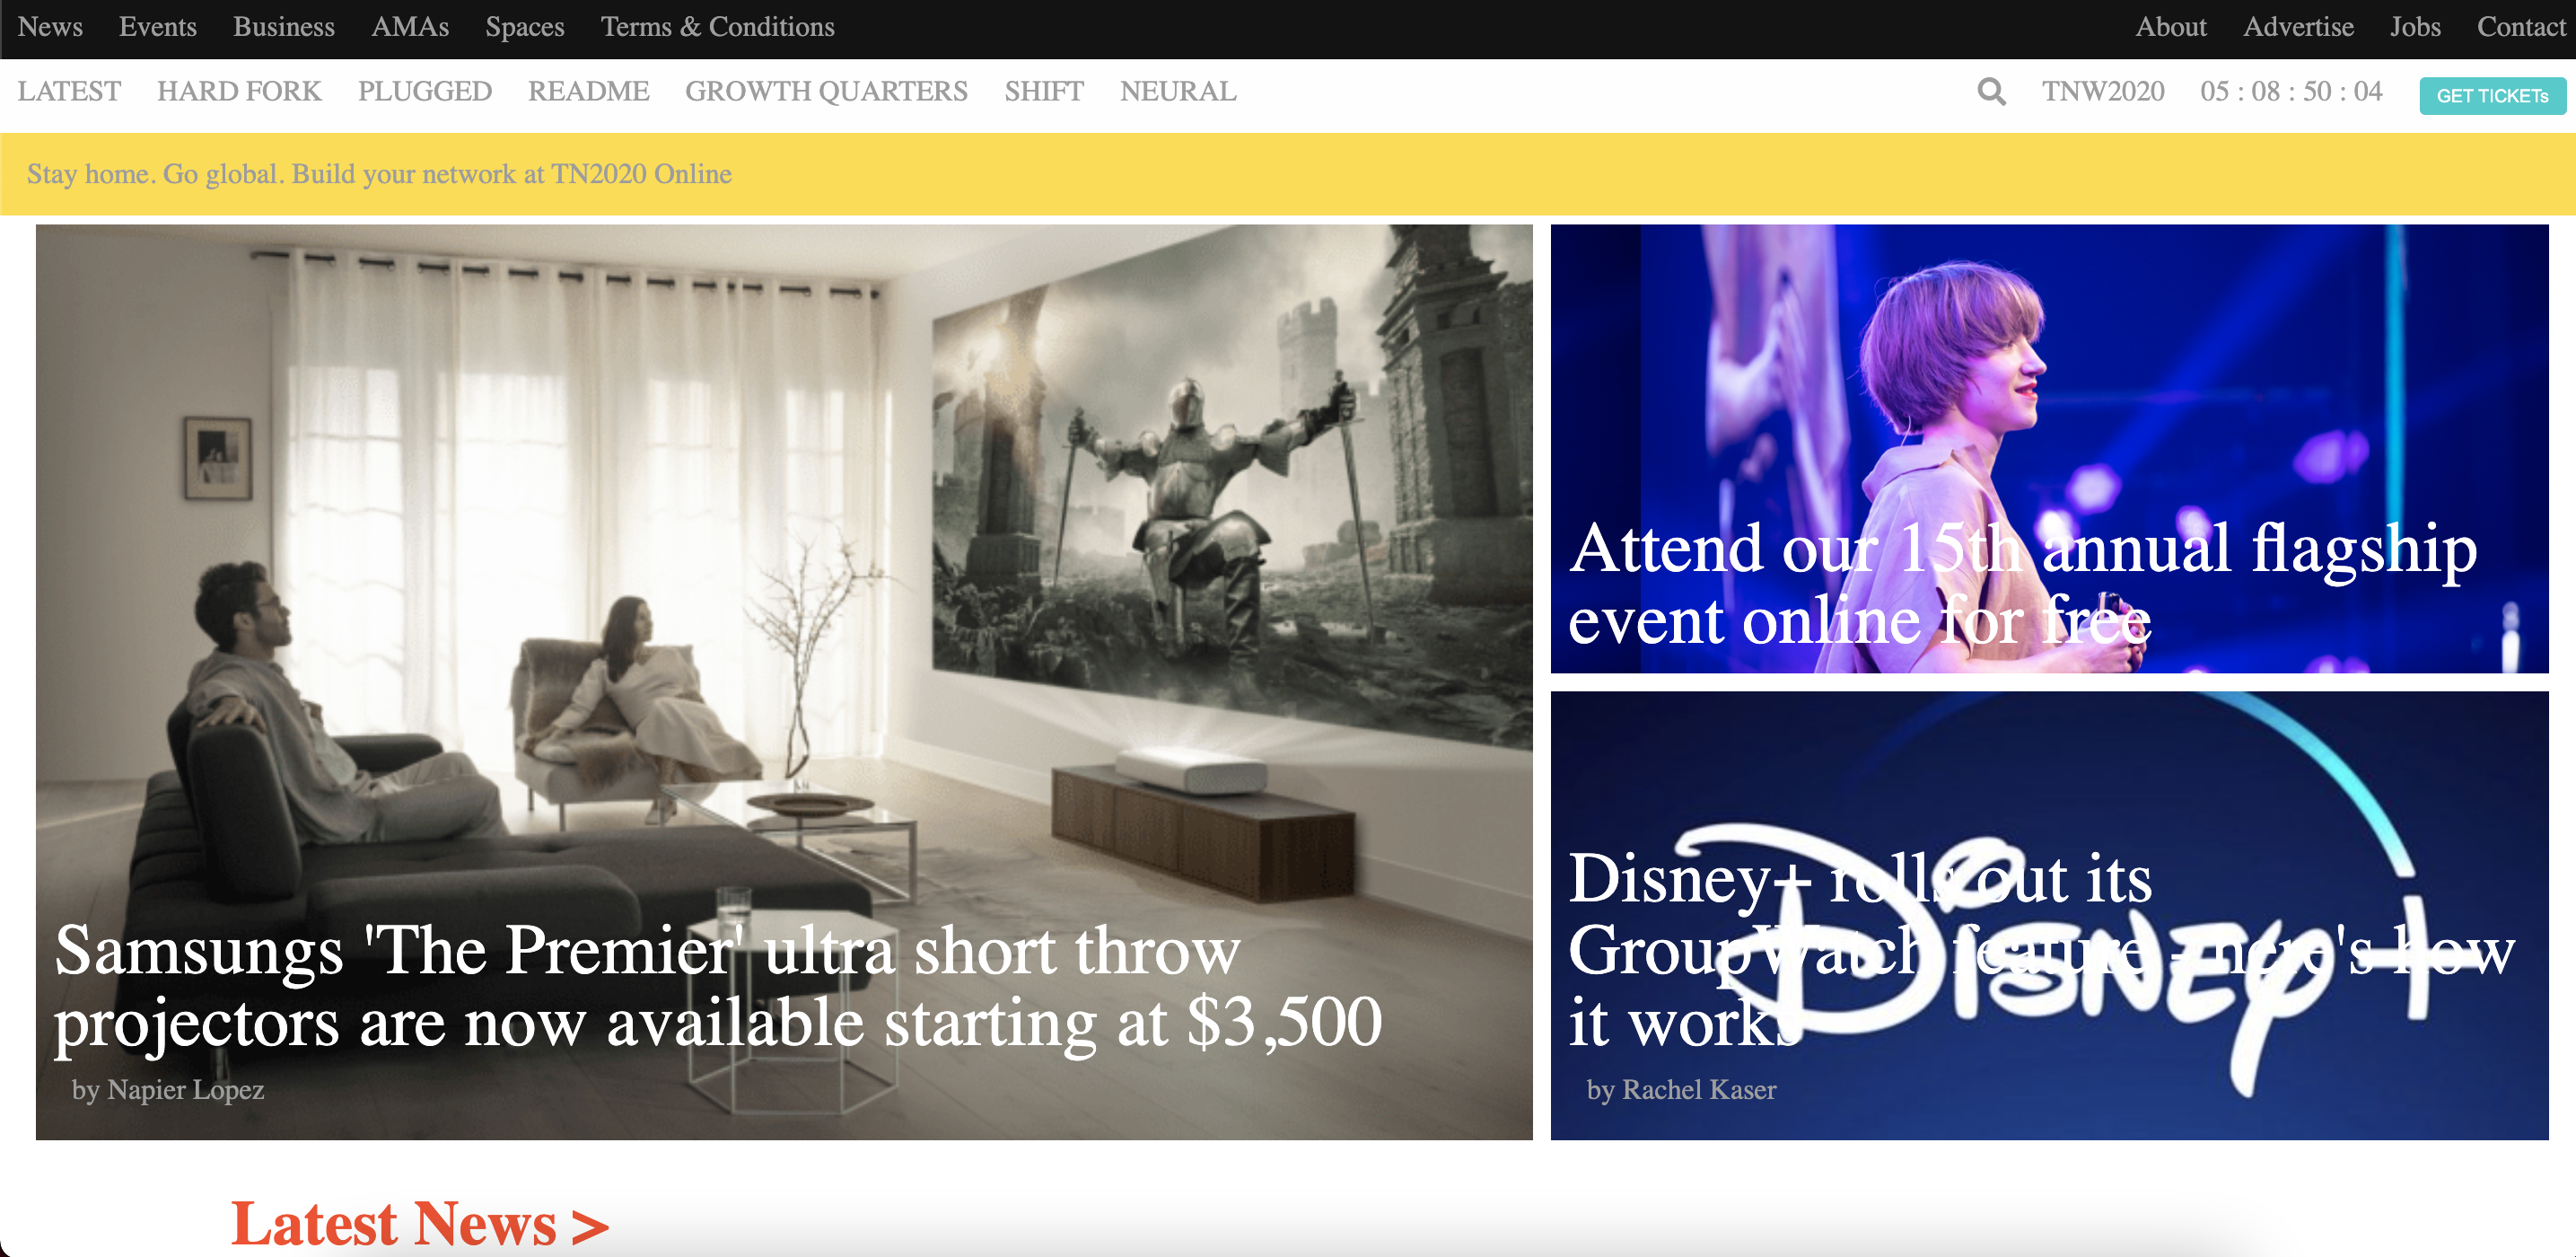 News Events Business AMAs Spaces Terms & Conditions About Advertise Jobs Contact
LATEST HARD FORK PLUGGED README GROWTH QUARTERS SHIFT NEURAL TNW2020 05 : 08 : 50 : 04 GET TICKETs
Stay home. Go global. Build your network at TN2020 Online
Samsungs 'The Premier' ultra short throw
projectors are now available starting at $3,500
by Napier Lopez
Attend our 15th annual flagship
event online for free
Disney+ rolls out its
GroupWatch feature - here's how
it works
by Rachel Kaser
Disney+
Latest News >